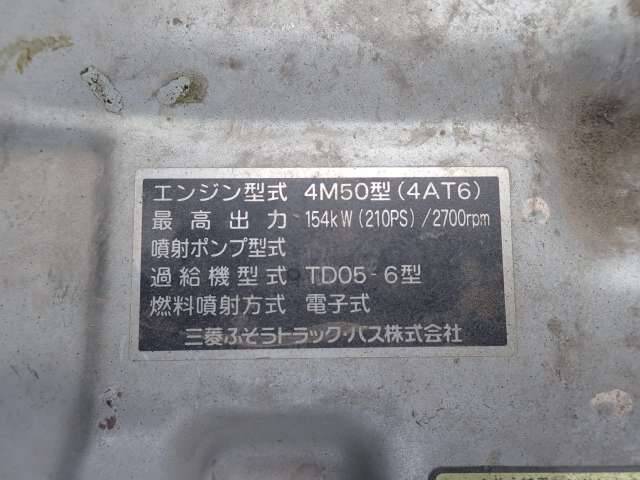 エンジン型式 4M50型(4AT6)
最高出力 154kW(210PS)/2700rpm
噴射ポンプ型式
過給機型式 TD05-6型
燃料噴射方式 電子式
三菱ふそうトラック・バス株式会社